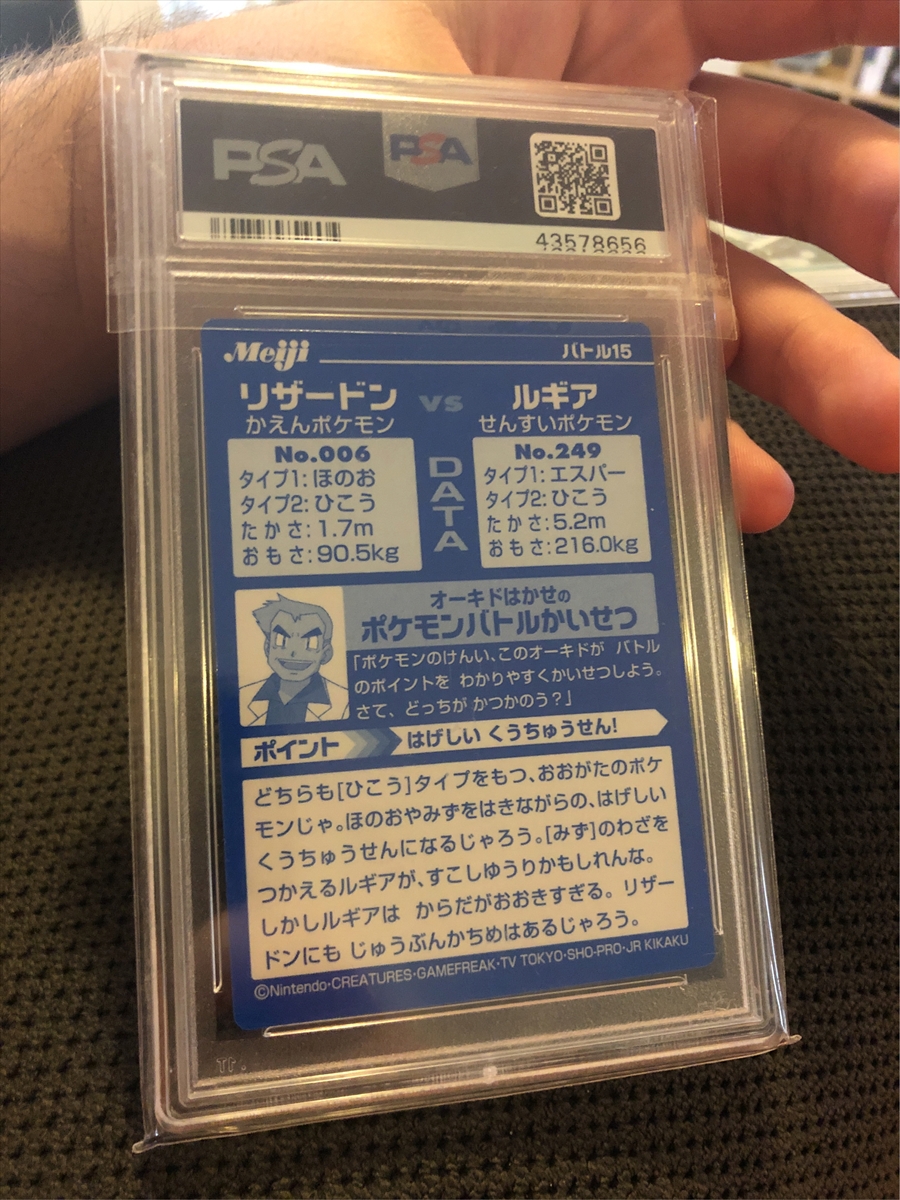 PSA
PSA
43578656
Meiji
バトル15
リザードン vs ルギア
かえんポケモン
せんすいポケモン
DATA
No.006
タイプ1:ほのお
タイプ2:ひこう
たかさ:1.7m
おもさ:90.5kg
No.249
タイプ1:エスパー
タイプ2:ひこう
たかさ:5.2m
おもさ:216.0kg
オーキドはかせの
ポケモンバトルかいせつ
「ポケモンのけんい、このオーキドが バトル
のポイントを わかりやすくかいせつしよう。
さて、どっちが かつかのう?」
ポイント はげしい くうちゅうせん!
どちらも[ひこう]タイプをもつ、おおがたのポケ
モンじゃ。ほのおやみずをはきながらの、はげしい
くうちゅうせんになるじゃろう。[みず]のわざを
つかえるルギアが、すこしゆうりかもしれんな。
しかしルギアは からだがおおきすぎる。リザー
ドンにも じゅうぶんかちめはあるじゃろう。
©Nintendo･CREATURES･GAMEFREAK･TV TOKYO･SHO-PRO･JR KIKAKU